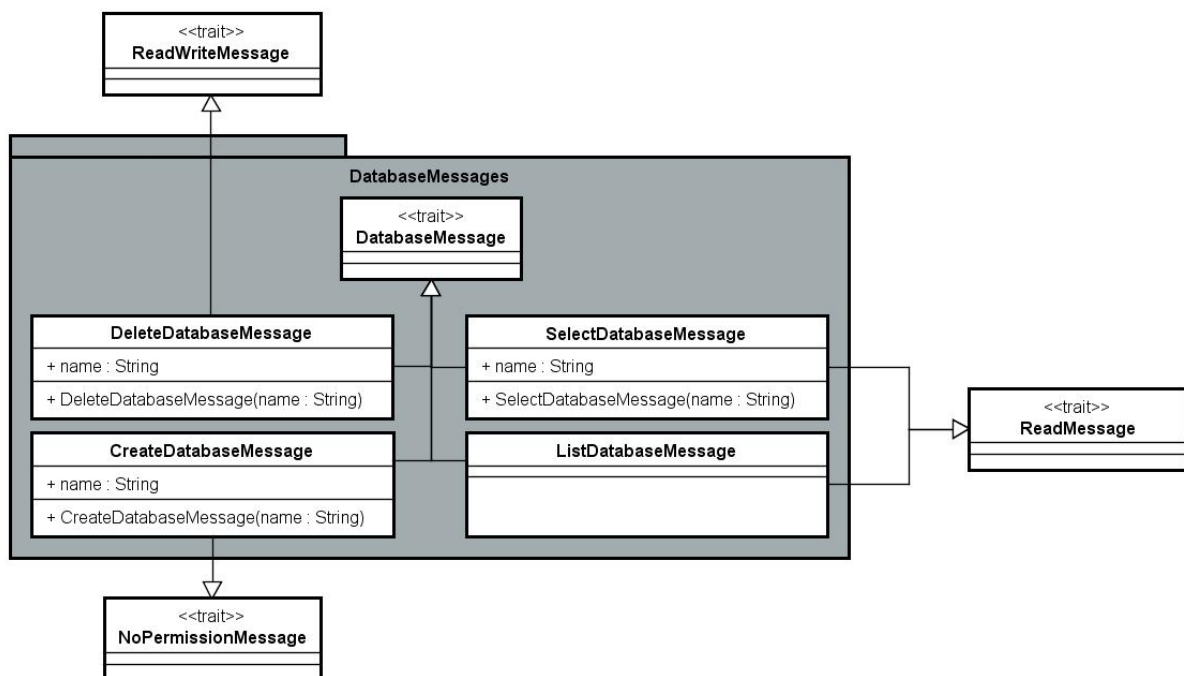 <<trait>>
ReadWriteMessage
DatabaseMessages
<<trait>>
DatabaseMessage
DeleteDatabaseMessage
+ name : String
+ DeleteDatabaseMessage(name : String)
SelectDatabaseMessage
+ name : String
+ SelectDatabaseMessage(name : String)
CreateDatabaseMessage
+ name : String
+ CreateDatabaseMessage(name : String)
ListDatabaseMessage
<<trait>>
ReadMessage
<<trait>>
NoPermissionMessage